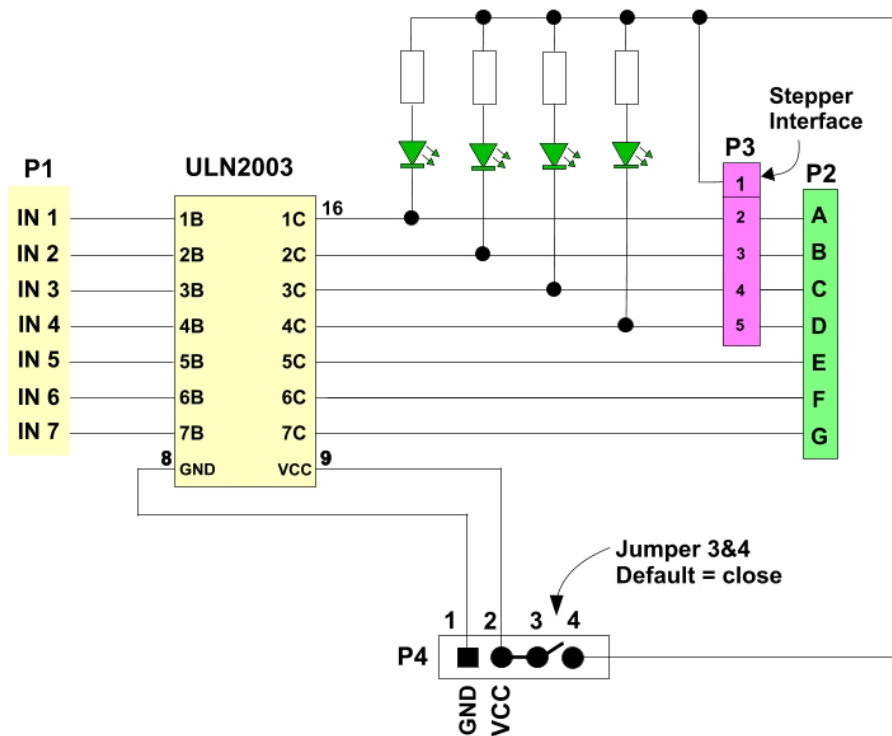 Stepper
Interface
P1
ULN2003
P3
P2
1
IN 1
1B
1C
16
2
A
IN 2
2B
2C
3
B
IN 3
3B
3C
4
C
IN 4
4B
4C
5
D
IN 5
5B
5C
E
IN 6
6B
6C
F
IN 7
7B
7C
G
8
GND
VCC
9
Jumper 3&4
Default = close
1
2
3
4
P4
GND
VCC